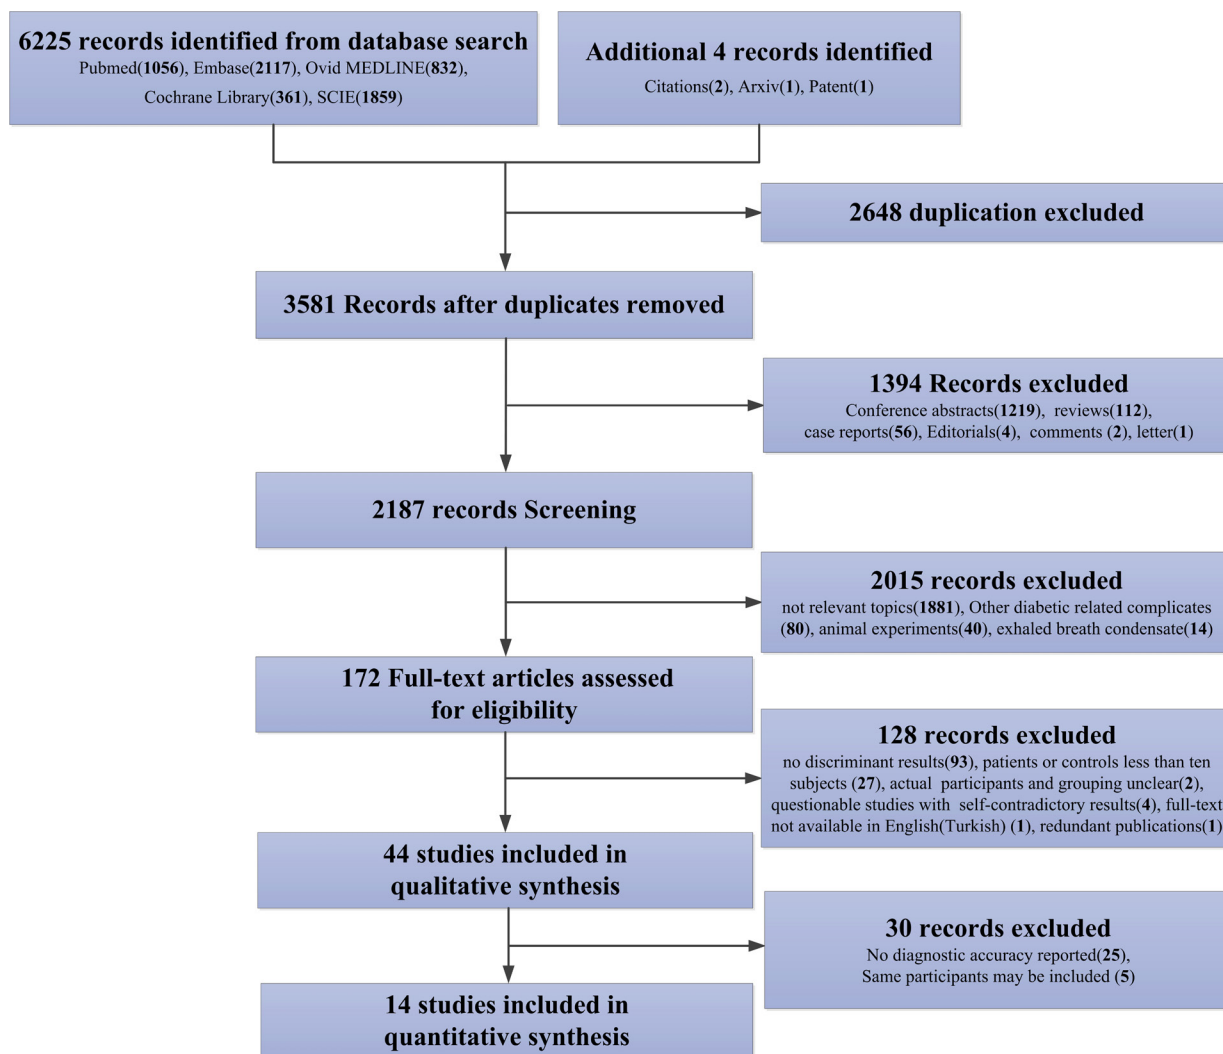 6225 records identified from database search
Pubmed(1056), Embase(2117), Ovid MEDLINE(832),
Cochrane Library(361), SCIE(1859)
Additional 4 records identified
Citations(2), Arxiv(1), Patent(1)
2648 duplication excluded
3581 Records after duplicates removed
1394 Records excluded
Conference abstracts(1219), reviews(112),
case reports(56), Editorials(4), comments (2), letter(1)
2187 records Screening
2015 records excluded
not relevant topics(1881), Other diabetic related complicates
(80), animal experiments(40), exhaled breath condensate(14)
172 Full-text articles assessed
for eligibility
128 records excluded
no discriminant results(93), patients or controls less than ten
subjects (27), actual participants and grouping unclear(2),
questionable studies with self-contradictory results(4), full-text
not available in English(Turkish) (1), redundant publications(1)
44 studies included in
qualitative synthesis
30 records excluded
No diagnostic accuracy reported(25),
Same participants may be included (5)
14 studies included in
quantitative synthesis